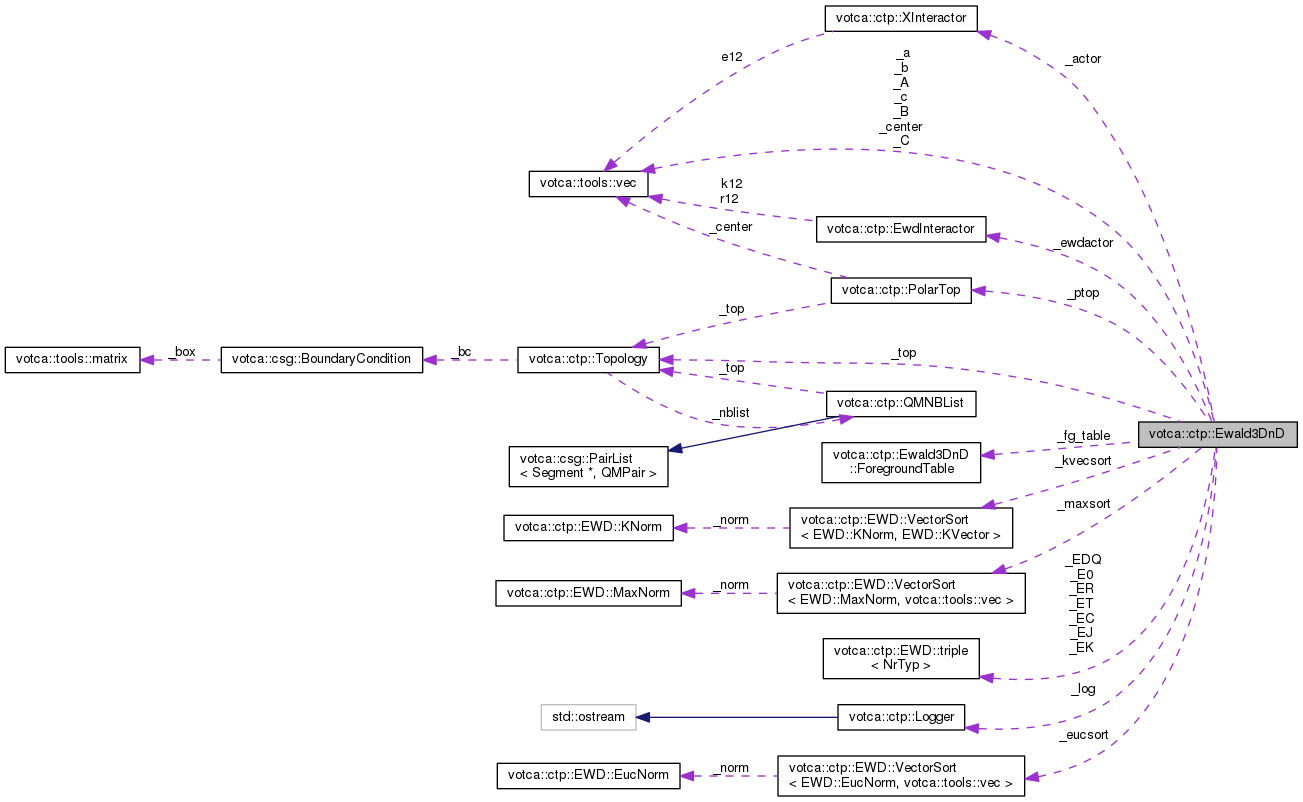 votca::ctp::XInteractor
e12
_actor
_a
_b
_A
_c
_B
_center
_C
votca::tools::vec
k12
r12
votca::ctp::EwdInteractor
_center
_ewdactor
votca::ctp::PolarTop
_ptop
_top
votca::tools::matrix
_box
votca::csg::BoundaryCondition
_bc
votca::ctp::Topology
_top
_top
_nblist
votca::ctp::QMNBList
votca::ctp::Ewald3DnD
_fg_table
votca::csg::PairList
< Segment *, QMPair >
votca::ctp::Ewald3DnD
::ForegroundTable
_kvecsort
votca::ctp::EWD::KNorm
_norm
votca::ctp::EWD::VectorSort
< EWD::KNorm, EWD::KVector >
_maxsort
votca::ctp::EWD::MaxNorm
_norm
votca::ctp::EWD::VectorSort
< EWD::MaxNorm, votca::tools::vec >
_EDQ
_E0
_ER
_ET
_EC
_EJ
_EK
votca::ctp::EWD::triple
< NrTyp >
_log
std::ostream
votca::ctp::Logger
_eucsort
votca::ctp::EWD::EucNorm
_norm
votca::ctp::EWD::VectorSort
< EWD::EucNorm, votca::tools::vec >